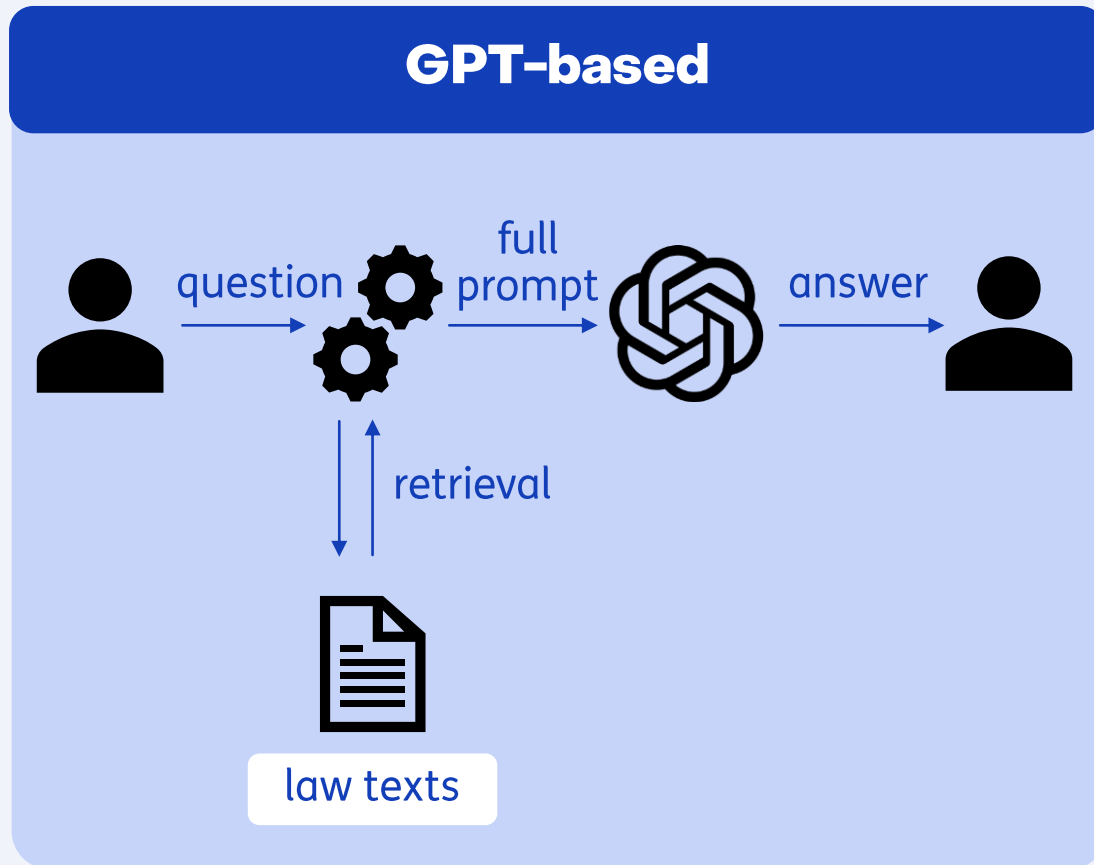 GPT-based
question
full
prompt
answer
retrieval
law texts